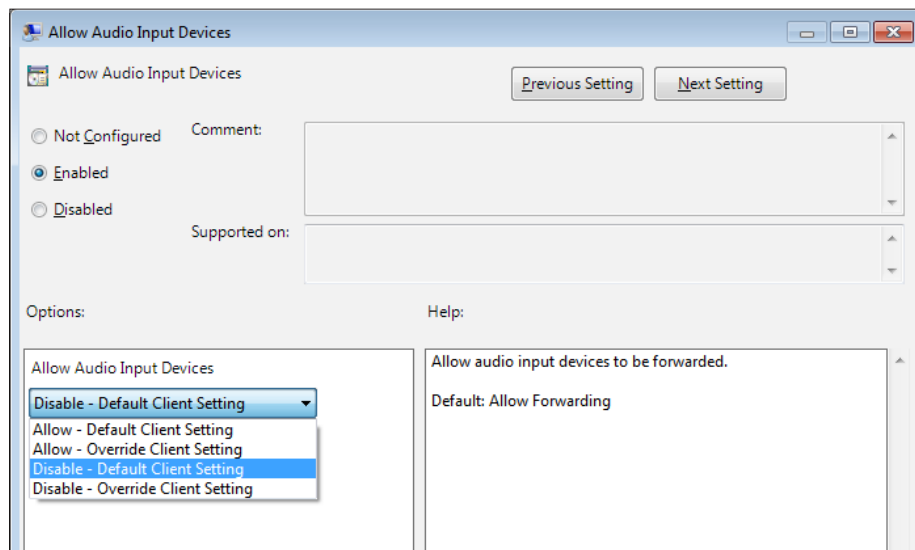 Allow Audio Input Devices
Allow Audio Input Devices
Previous Setting
Next Setting
Not Configured
Comment:
Enabled
Disabled
Supported on:
Options:
Help:
Allow Audio Input Devices
Disable - Default Client Setting
Allow - Default Client Setting
Allow - Override Client Setting
Disable - Default Client Setting
Disable - Override Client Setting
Allow audio input devices to be forwarded.
Default: Allow Forwarding